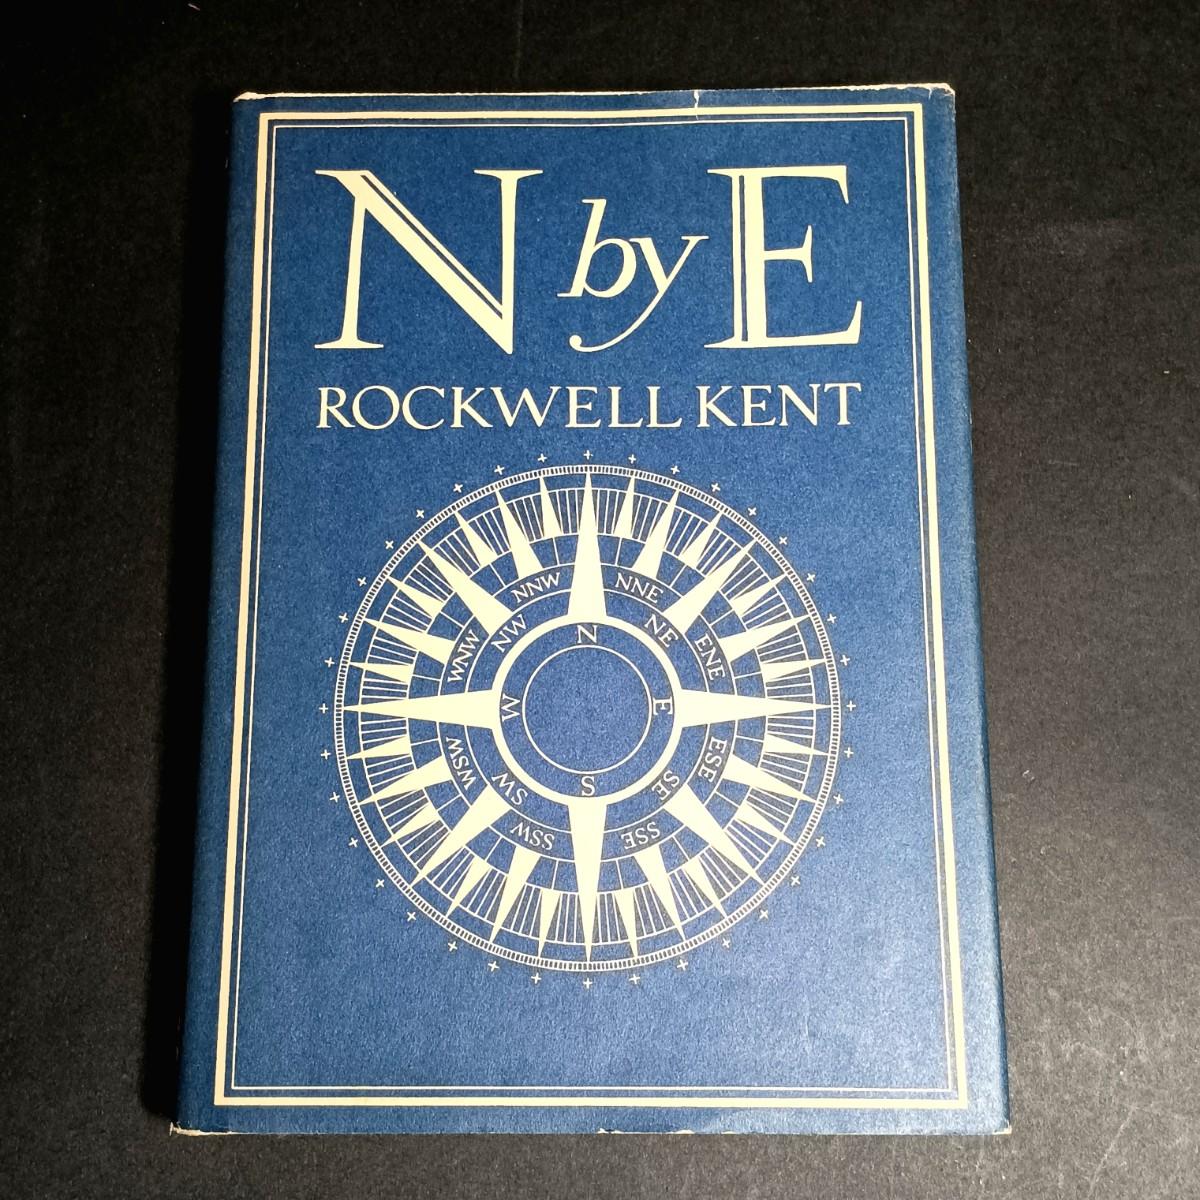 N by E
ROCKWELL KENT
NNW NNE
NW N NE
WNW ENE
W E
WSW ESE
SW S SE
SSW SSE